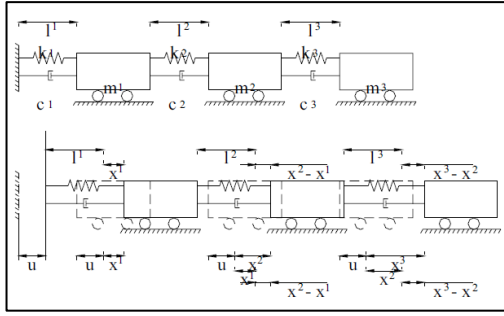 l¹ l² l³
k1 k2 k3
m1 m2 m3
c1 c2 c3
l¹ l² l³
x¹ x²-x¹ x³-x²
u u x¹ u x² u x³
x¹ x²
x²-x¹ x³-x²